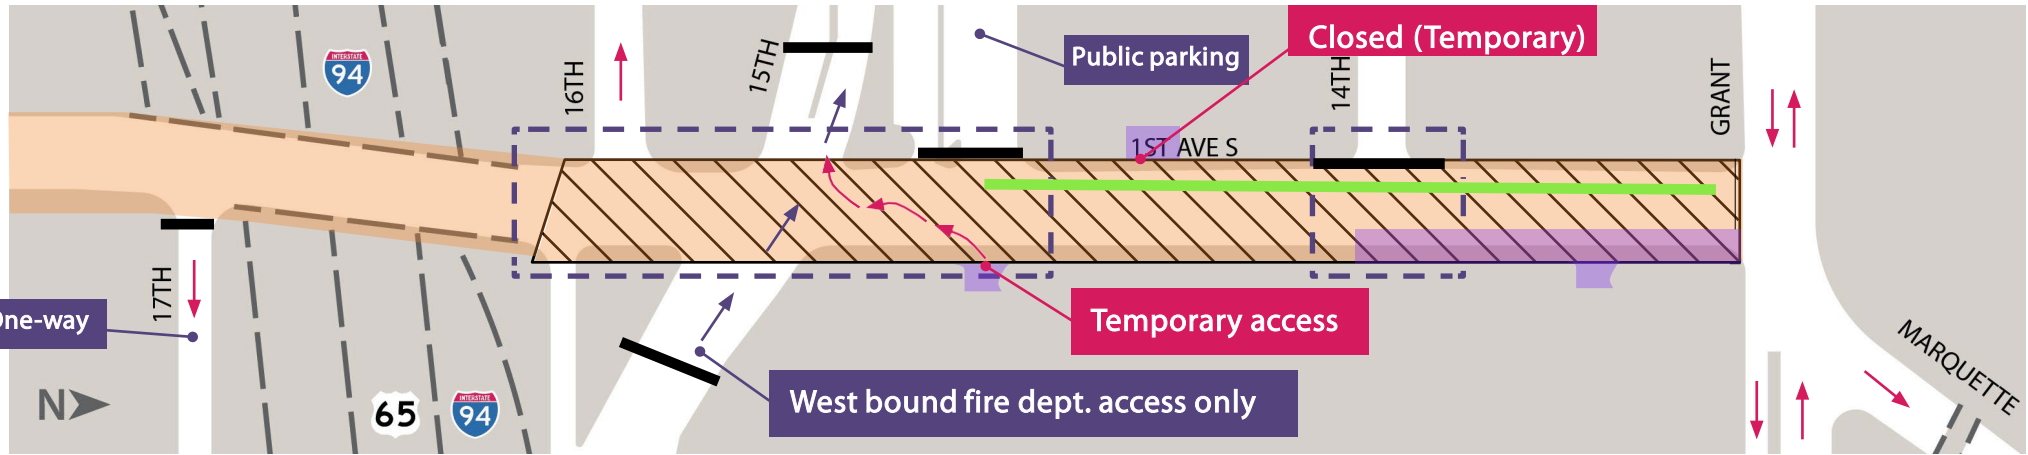 INTERSTATE
94
16TH
15TH
Public parking
Closed (Temporary)
14TH
GRANT
1ST AVE S
17TH
One-way
Temporary access
West bound fire dept. access only
N
65
INTERSTATE
94
MARQUETTE